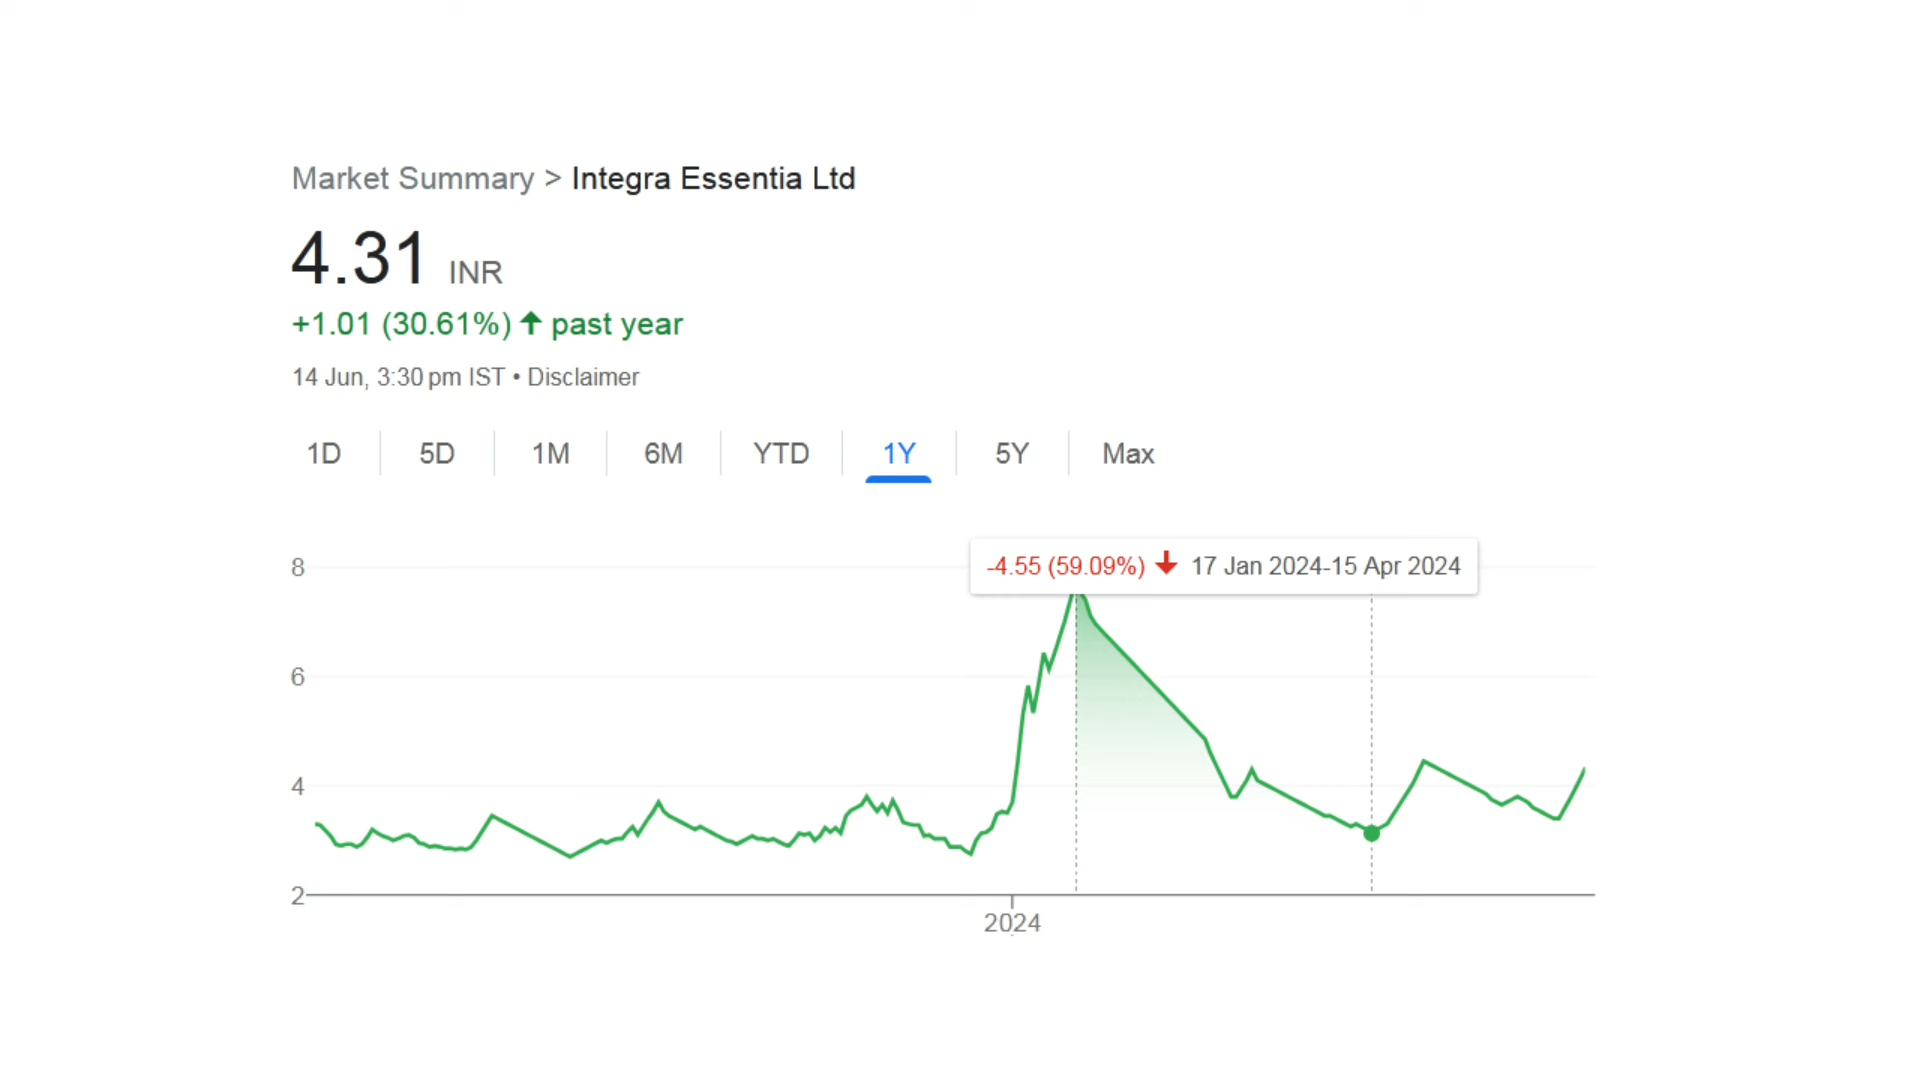 Market Summary > Integra Essentia Ltd
4.31 INR
+1.01 (30.61%) ↑ past year
14 Jun, 3:30 pm IST • Disclaimer
1D 5D 1M 6M YTD 1Y 5Y Max
-4.55 (59.09%) ↓ 17 Jan 2024-15 Apr 2024
8
6
4
2
2024